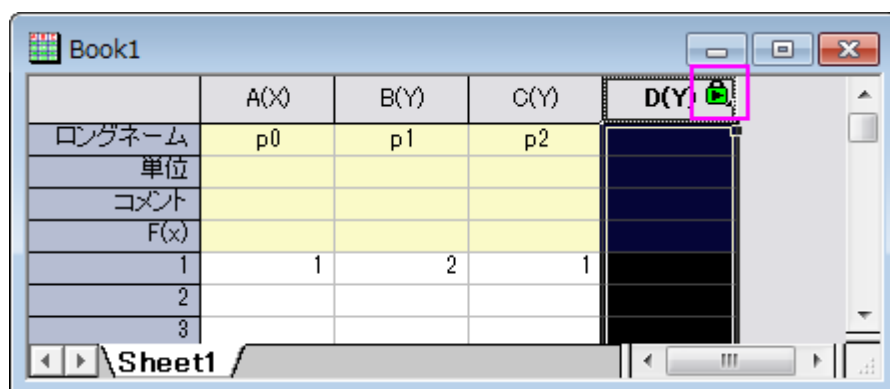 Book1
A(X) B(Y) C(Y) D(Y)
ロングネーム p0 p1 p2
単位
コメント
F(x)
1 1 2 1
2
3
Sheet1